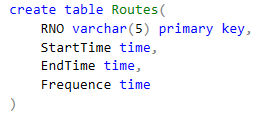 create table Routes(
RNO varchar(5) primary key,
StartTime time,
EndTime time,
Frequence time
)